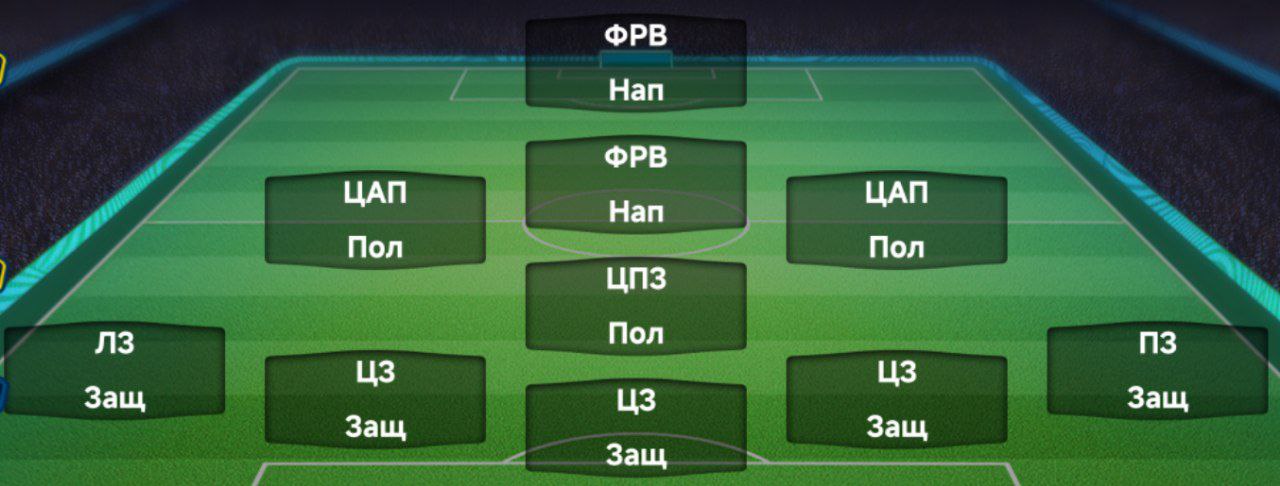 ФРВ
Нап
ФРВ
Нап
ЦАП
Пол
ЦАП
Пол
ЦПЗ
Пол
ЛЗ
Защ
ПЗ
Защ
ЦЗ
Защ
ЦЗ
Защ
ЦЗ
Защ